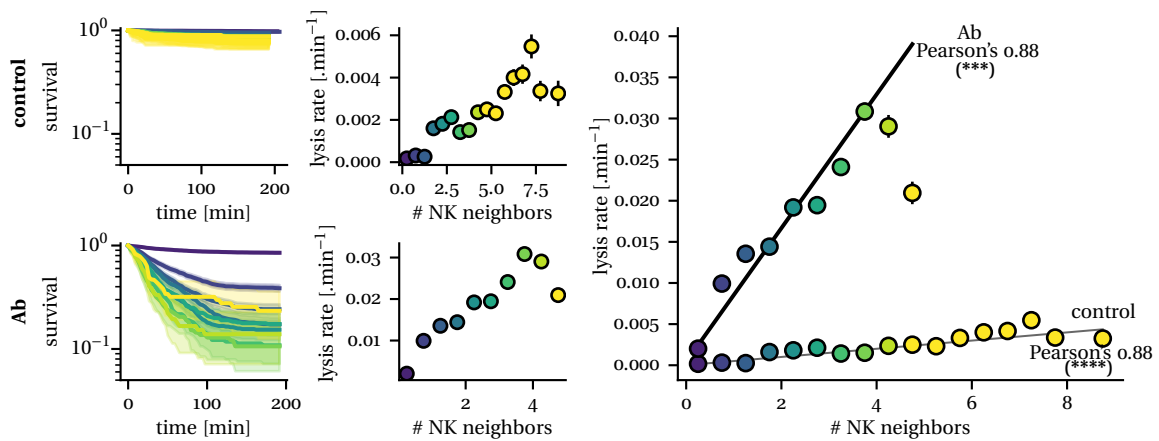 control
survival
10⁰
10⁻¹
0
100
200
time [min]
lysis rate [.min⁻¹]
0.006
0.004
0.002
0.000
0.0
2.5
5.0
7.5
# NK neighbors
Ab
survival
10⁰
10⁻¹
0
100
200
time [min]
lysis rate [.min⁻¹]
0.03
0.02
0.01
2
4
# NK neighbors
lysis rate [.min⁻¹]
0.040
0.035
0.030
0.025
0.020
0.015
0.010
0.005
0.000
0
2
4
6
8
# NK neighbors
Ab
Pearson's 0.88
(***)
control
Pearson's 0.88
(****)